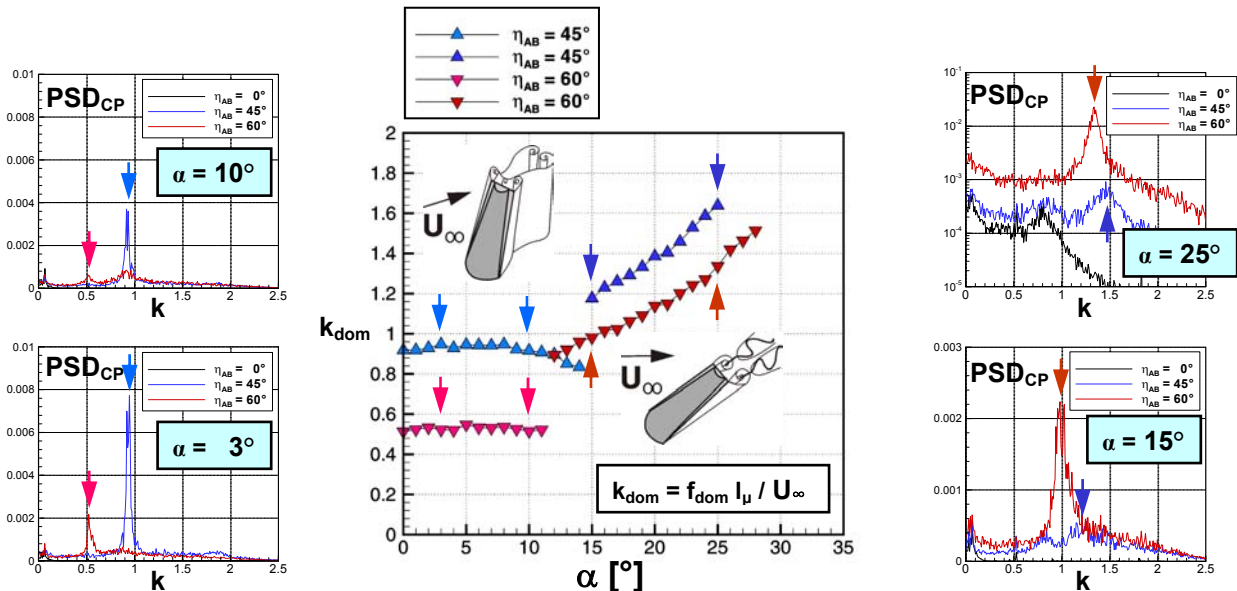 η_AB = 45°
η_AB = 45°
η_AB = 60°
η_AB = 60°
0.01
0.008
0.006
0.004
0.002
0
PSD_CP
η_AB = 0°
η_AB = 45°
η_AB = 60°
α = 10°
0 0.5 1 1.5 2 2.5
k
0.01
0.008
0.006
0.004
0.002
0
PSD_CP
η_AB = 0°
η_AB = 45°
η_AB = 60°
α = 3°
0 0.5 1 1.5 2 2.5
k
2
1.8
1.6
1.4
1.2
k_dom
1
0.8
0.6
0.4
0.2
0
U∞
U∞
k_dom = f_dom l_μ / U∞
0 5 10 15 20 25 30 35
α [°]
10⁻¹
10⁻²
10⁻³
10⁻⁴
10⁻⁵
PSD_CP
η_AB = 0°
η_AB = 45°
η_AB = 60°
α = 25°
0 0.5 1 1.5 2 2.5
k
0.003
0.002
0.001
0
PSD_CP
η_AB = 0°
η_AB = 45°
η_AB = 60°
α = 15°
0 0.5 1 1.5 2 2.5
k